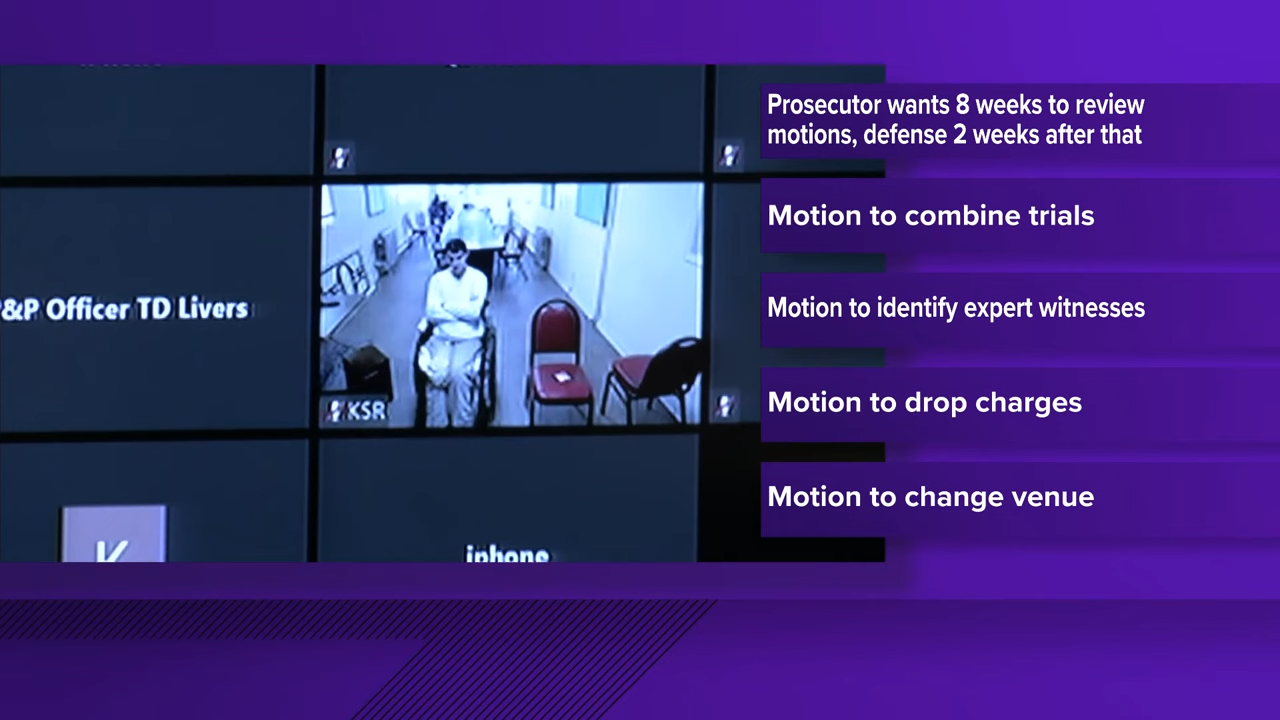 Prosecutor wants 8 weeks to review
motions, defense 2 weeks after that
Motion to combine trials
Motion to identify expert witnesses
Motion to drop charges
Motion to change venue
&P Officer TD Livers
KSR
K
iphone